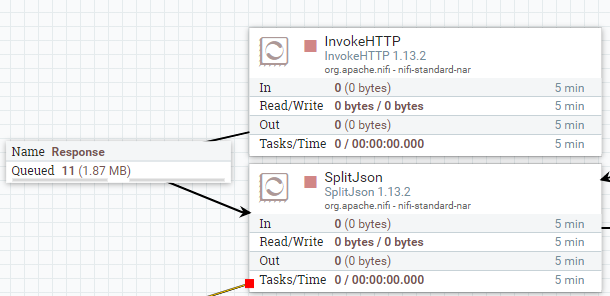 InvokeHTTP
InvokeHTTP 1.13.2
org.apache.nifi - nifi-standard-nar
In 0 (0 bytes) 5 min
Read/Write 0 bytes / 0 bytes 5 min
Out 0 (0 bytes) 5 min
Tasks/Time 0 / 00:00:00.000 5 min
Name Response
Queued 11 (1.87 MB)
SplitJson
SplitJson 1.13.2
org.apache.nifi - nifi-standard-nar
In 0 (0 bytes) 5 min
Read/Write 0 bytes / 0 bytes 5 min
Out 0 (0 bytes) 5 min
Tasks/Time 0 / 00:00:00.000 5 min